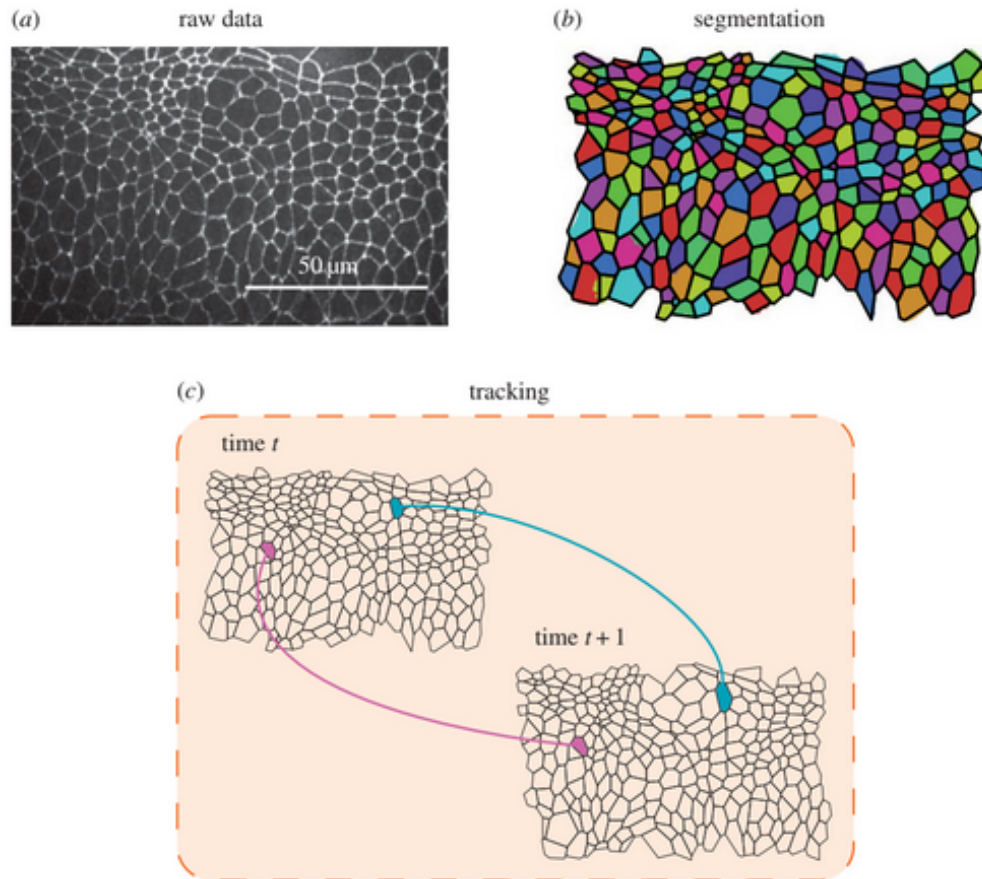 (a) raw data
(b) segmentation
50 μm
(c) tracking
time t
time t + 1